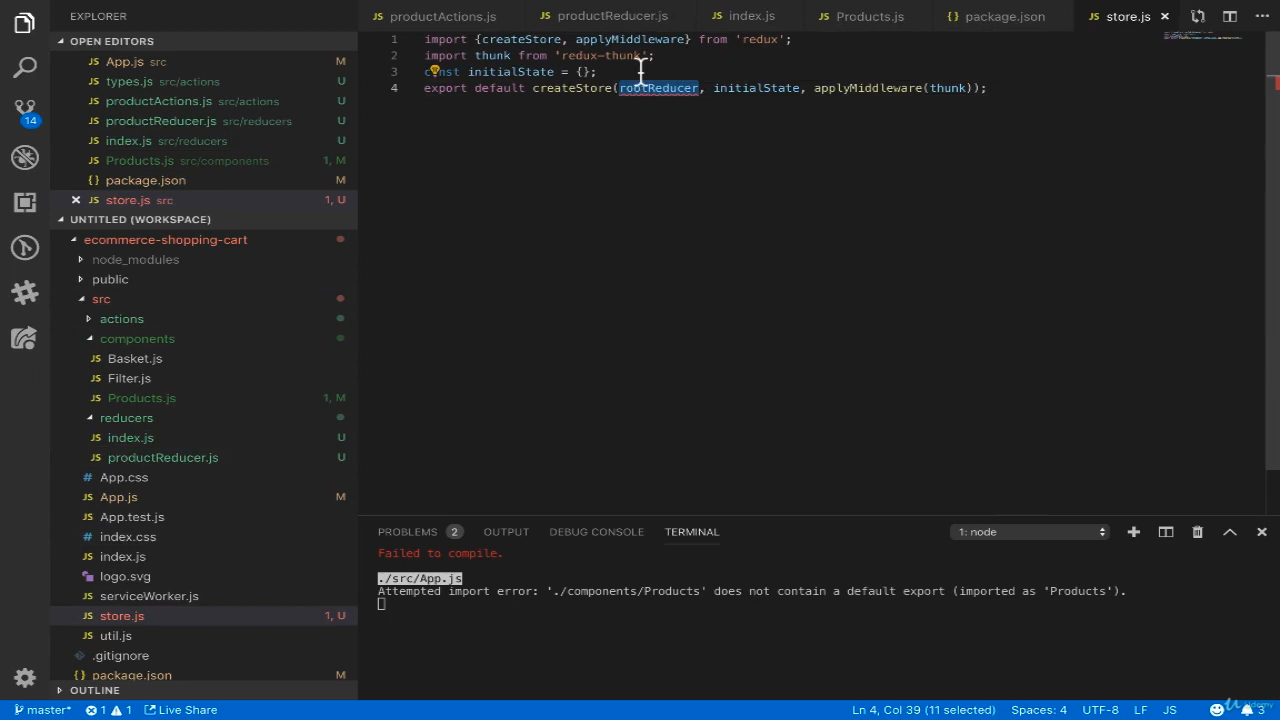 EXPLORER
productActions.js
productReducer.js
index.js
Products.js
package.json
store.js
OPEN EDITORS
App.js src
M
types.js src/actions
U
productActions.js src/actions
U
productReducer.js src/reducers
U
index.js src/reducers
U
Products.js src/components
1, M
package.json
M
store.js src
1, U
UNTITLED (WORKSPACE)
ecommerce-shopping-cart
node_modules
public
src
actions
components
Basket.js
Filter.js
Products.js
1, M
reducers
index.js
U
productReducer.js
U
App.css
App.js
M
App.test.js
index.css
index.js
logo.svg
serviceWorker.js
store.js
1, U
util.js
.gitignore
package.json
M
OUTLINE
14
1 import {createStore, applyMiddleware} from 'redux';
2 import thunk from 'redux-thunk';
3 const initialState = {};
4 export default createStore(rootReducer, initialState, applyMiddleware(thunk));
PROBLEMS 2 OUTPUT DEBUG CONSOLE TERMINAL
1: node
Failed to compile.
./src/App.js
Attempted import error: './components/Products' does not contain a default export (imported as 'Products').
master* 1 1 Live Share
Ln 4, Col 39 (11 selected) Spaces: 4 UTF-8 LF JS 3